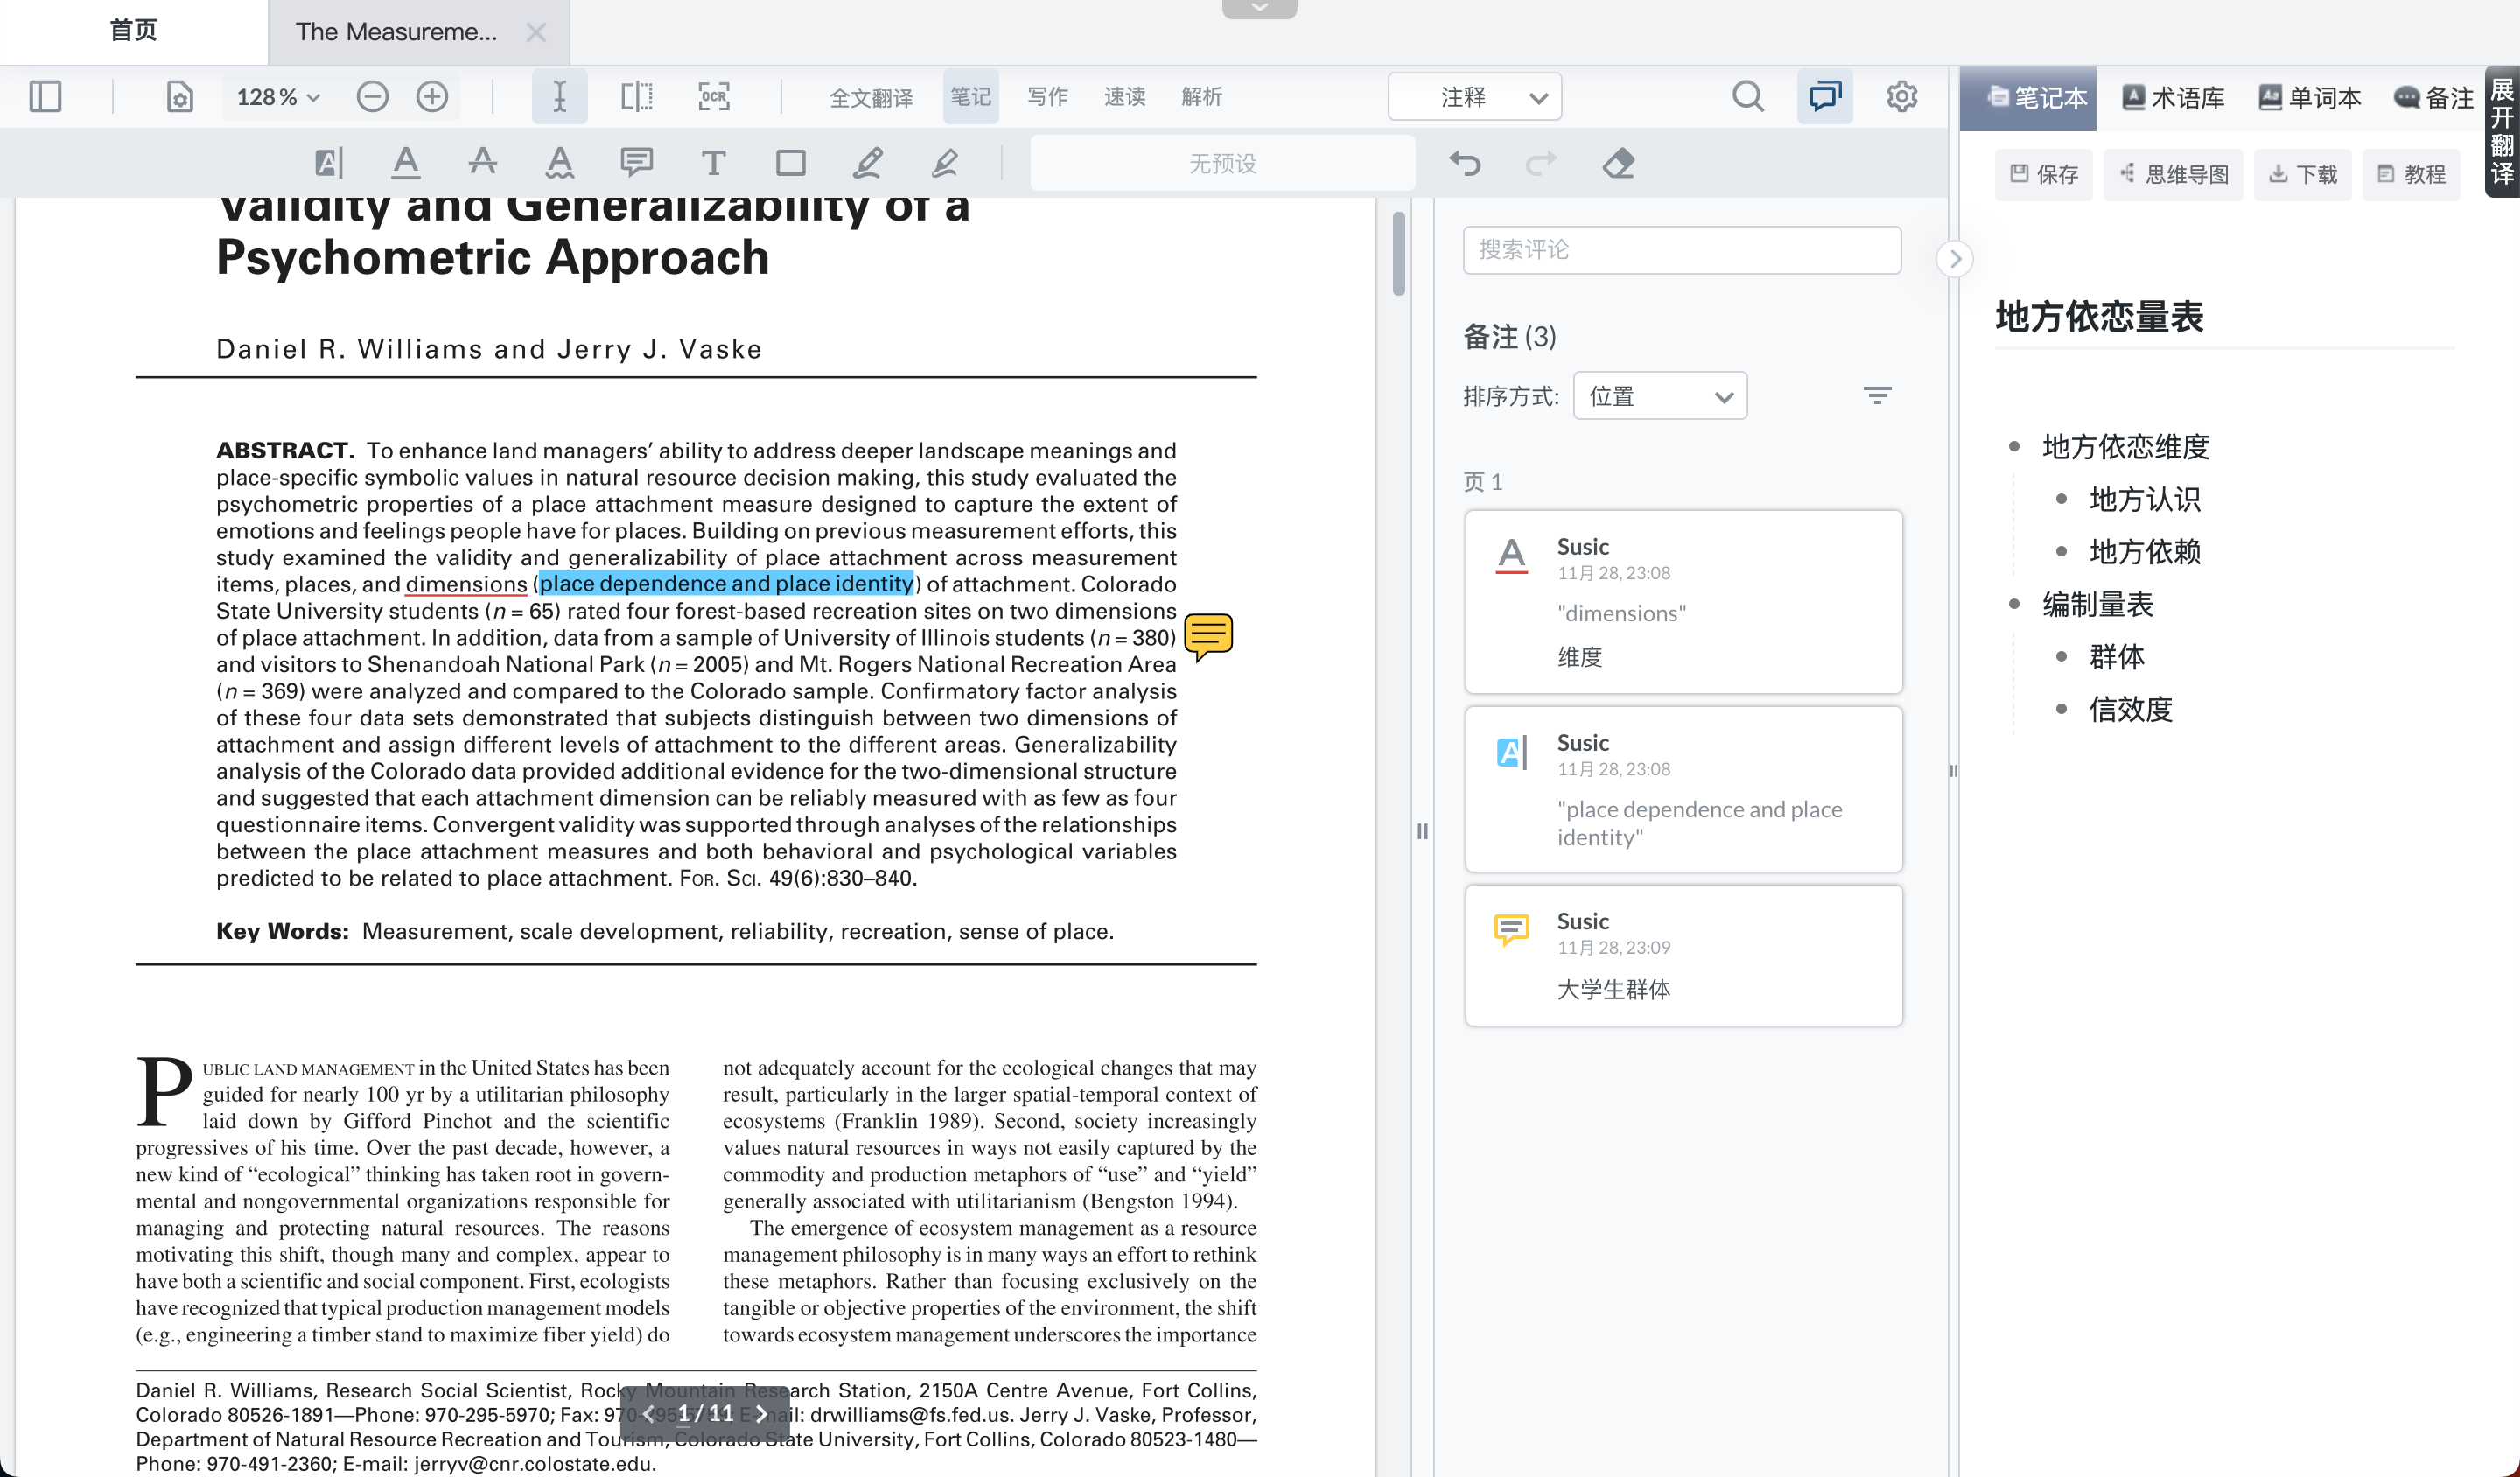 首页
The Measureme...
128%
OCR
全文翻译
笔记
写作
速读
解析
注释
笔记本
术语库
单词本
备注
展开翻译
无预设
保存
思维导图
下载
教程
Validity and Generalizability of a
Psychometric Approach
Daniel R. Williams and Jerry J. Vaske
ABSTRACT. To enhance land managers’ ability to address deeper landscape meanings and
place-specific symbolic values in natural resource decision making, this study evaluated the
psychometric properties of a place attachment measure designed to capture the extent of
emotions and feelings people have for places. Building on previous measurement efforts, this
study examined the validity and generalizability of place attachment across measurement
items, places, and dimensions (place dependence and place identity) of attachment. Colorado
State University students (n = 65) rated four forest-based recreation sites on two dimensions
of place attachment. In addition, data from a sample of University of Illinois students (n = 380)
and visitors to Shenandoah National Park (n = 2005) and Mt. Rogers National Recreation Area
(n = 369) were analyzed and compared to the Colorado sample. Confirmatory factor analysis
of these four data sets demonstrated that subjects distinguish between two dimensions of
attachment and assign different levels of attachment to the different areas. Generalizability
analysis of the Colorado data provided additional evidence for the two-dimensional structure
and suggested that each attachment dimension can be reliably measured with as few as four
questionnaire items. Convergent validity was supported through analyses of the relationships
between the place attachment measures and both behavioral and psychological variables
predicted to be related to place attachment. FOR. SCI. 49(6):830–840.
Key Words: Measurement, scale development, reliability, recreation, sense of place.
PUBLIC LAND MANAGEMENT in the United States has been
guided for nearly 100 yr by a utilitarian philosophy
laid down by Gifford Pinchot and the scientific
progressives of his time. Over the past decade, however, a
new kind of “ecological” thinking has taken root in govern-
mental and nongovernmental organizations responsible for
managing and protecting natural resources. The reasons
motivating this shift, though many and complex, appear to
have both a scientific and social component. First, ecologists
have recognized that typical production management models
(e.g., engineering a timber stand to maximize fiber yield) do
not adequately account for the ecological changes that may
result, particularly in the larger spatial-temporal context of
ecosystems (Franklin 1989). Second, society increasingly
values natural resources in ways not easily captured by the
commodity and production metaphors of “use” and “yield”
generally associated with utilitarianism (Bengston 1994).
The emergence of ecosystem management as a resource
management philosophy is in many ways an effort to rethink
these metaphors. Rather than focusing exclusively on the
tangible or objective properties of the environment, the shift
towards ecosystem management underscores the importance
Daniel R. Williams, Research Social Scientist, Rocky Mountain Research Station, 2150A Centre Avenue, Fort Collins,
Colorado 80526-1891—Phone: 970-295-5970; Fax: drwilliams@fs.fed.us. Jerry J. Vaske, Professor,
Department of Natural Resource Recreation and Tourism, Colorado State University, Fort Collins, Colorado 80523-1480—
Phone: 970-491-2360; E-mail: jerryv@cnr.colostate.edu.
1/11
搜索评论
备注 (3)
排序方式:
位置
页 1
Susic
11月 28, 23:08
"dimensions"
维度
Susic
11月 28, 23:08
"place dependence and place
identity"
Susic
11月 28, 23:09
大学生群体
地方依恋量表
地方依恋维度
地方认识
地方依赖
编制量表
群体
信效度